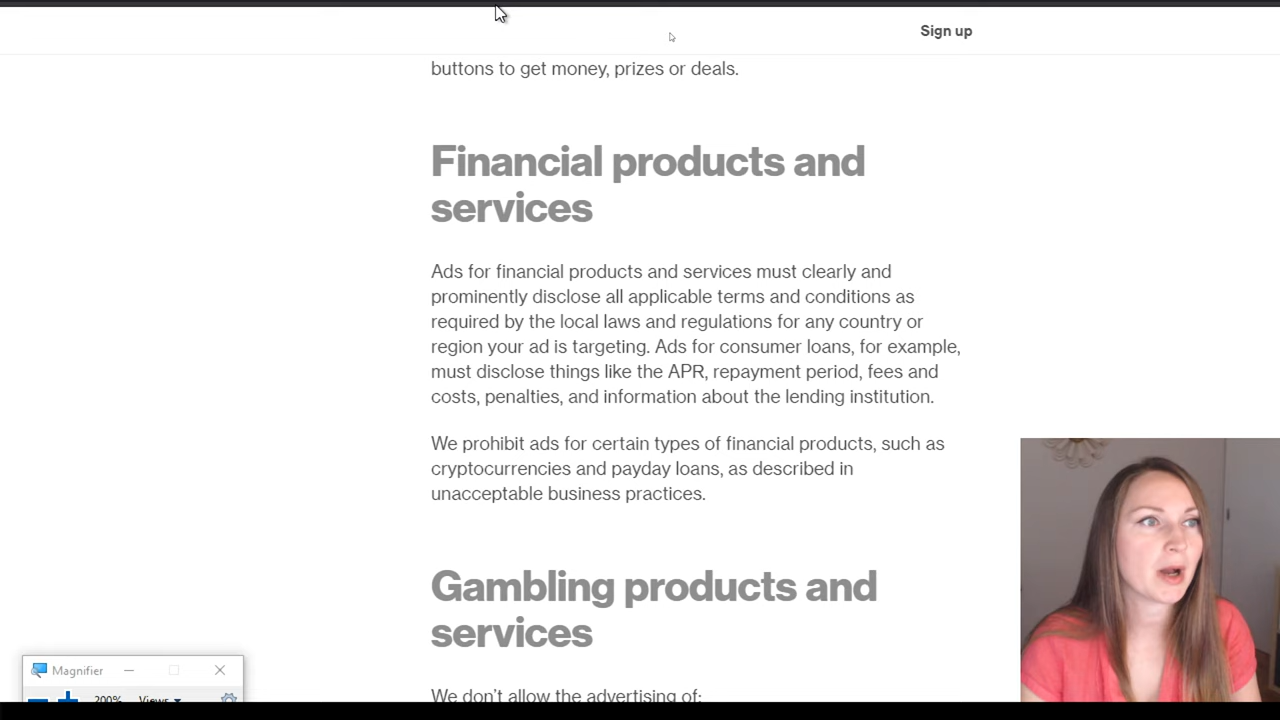 Sign up
buttons to get money, prizes or deals.
Financial products and
services
Ads for financial products and services must clearly and
prominently disclose all applicable terms and conditions as
required by the local laws and regulations for any country or
region your ad is targeting. Ads for consumer loans, for example,
must disclose things like the APR, repayment period, fees and
costs, penalties, and information about the lending institution.
We prohibit ads for certain types of financial products, such as
cryptocurrencies and payday loans, as described in
unacceptable business practices.
Gambling products and
services
We don't allow the advertising of:
Magnifier
200% Views